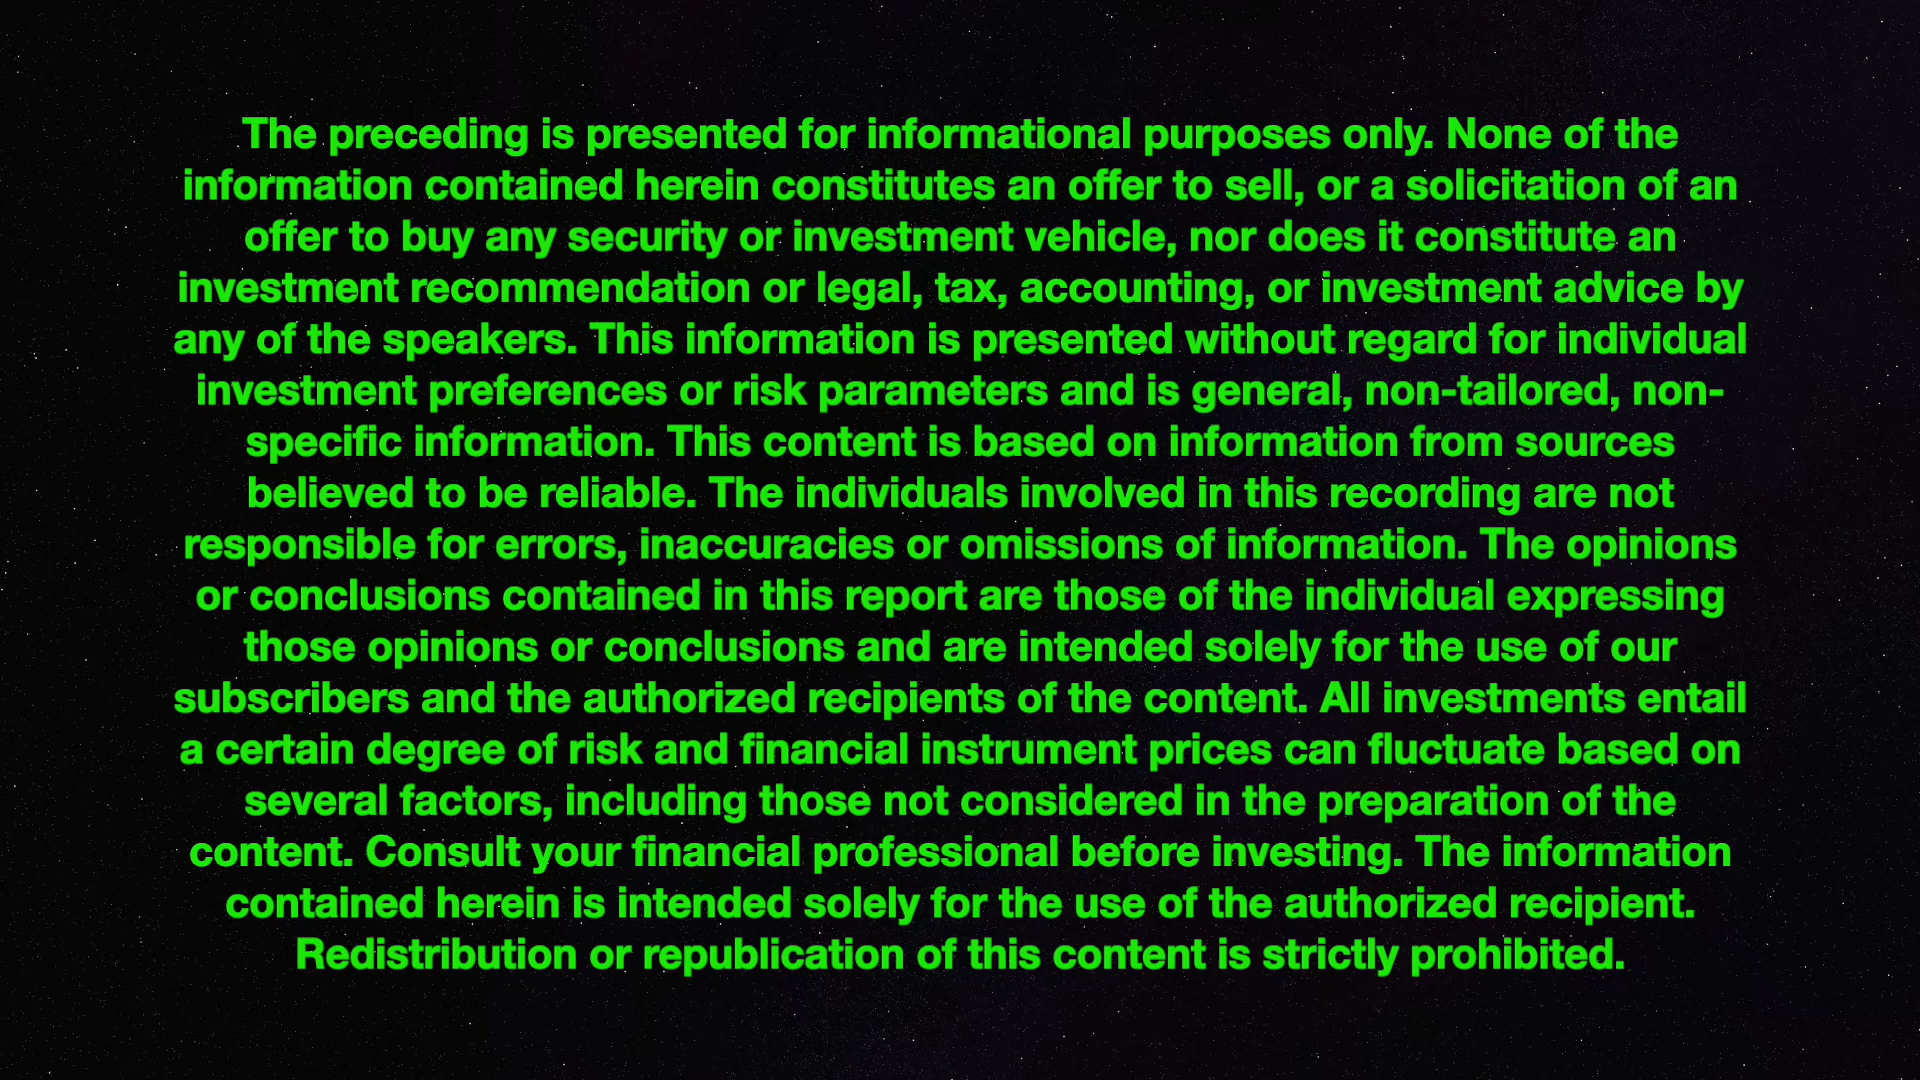 The preceding is presented for informational purposes only. None of the
information contained herein constitutes an offer to sell, or a solicitation of an
offer to buy any security or investment vehicle, nor does it constitute an
investment recommendation or legal, tax, accounting, or investment advice by
any of the speakers. This information is presented without regard for individual
investment preferences or risk parameters and is general, non-tailored, non-
specific information. This content is based on information from sources
believed to be reliable. The individuals involved in this recording are not
responsible for errors, inaccuracies or omissions of information. The opinions
or conclusions contained in this report are those of the individual expressing
those opinions or conclusions and are intended solely for the use of our
subscribers and the authorized recipients of the content. All investments entail
a certain degree of risk and financial instrument prices can fluctuate based on
several factors, including those not considered in the preparation of the
content. Consult your financial professional before investing. The information
contained herein is intended solely for the use of the authorized recipient.
Redistribution or republication of this content is strictly prohibited.